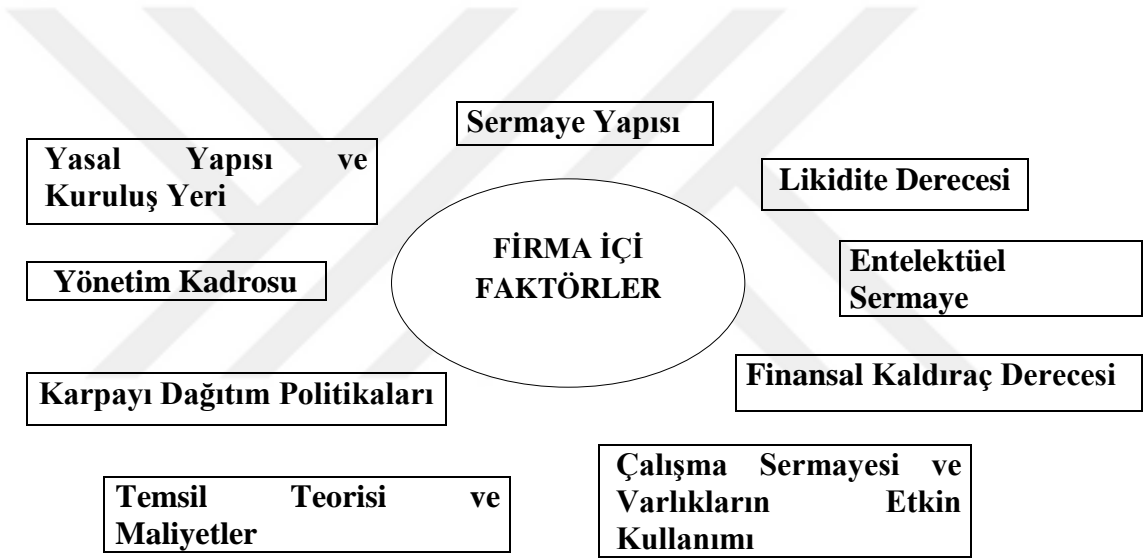 Sermaye Yapısı
Yasal Yapısı ve
Kuruluş Yeri
Likidite Derecesi
FİRMA İÇİ
FAKTÖRLER
Yönetim Kadrosu
Entelektüel
Sermaye
Karpayı Dağıtım Politikaları
Finansal Kaldıraç Derecesi
Temsil Teorisi ve
Maliyetler
Çalışma Sermayesi ve
Varlıkların Etkin
Kullanımı